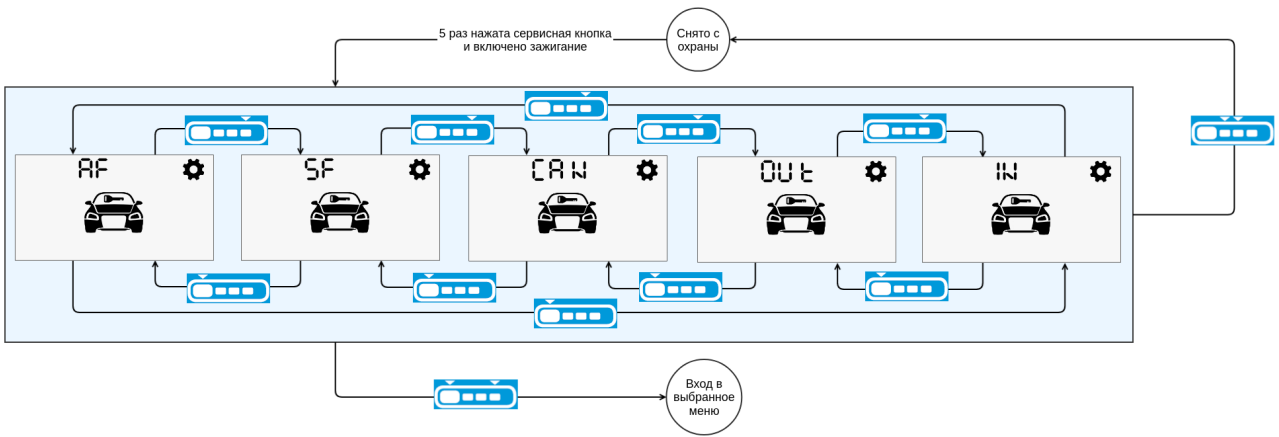 5 раз нажата сервисная кнопка
и включено зажигание
Снято с
охраны
AF
SF
CAN
OUt
IN
Вход в
выбранное
меню